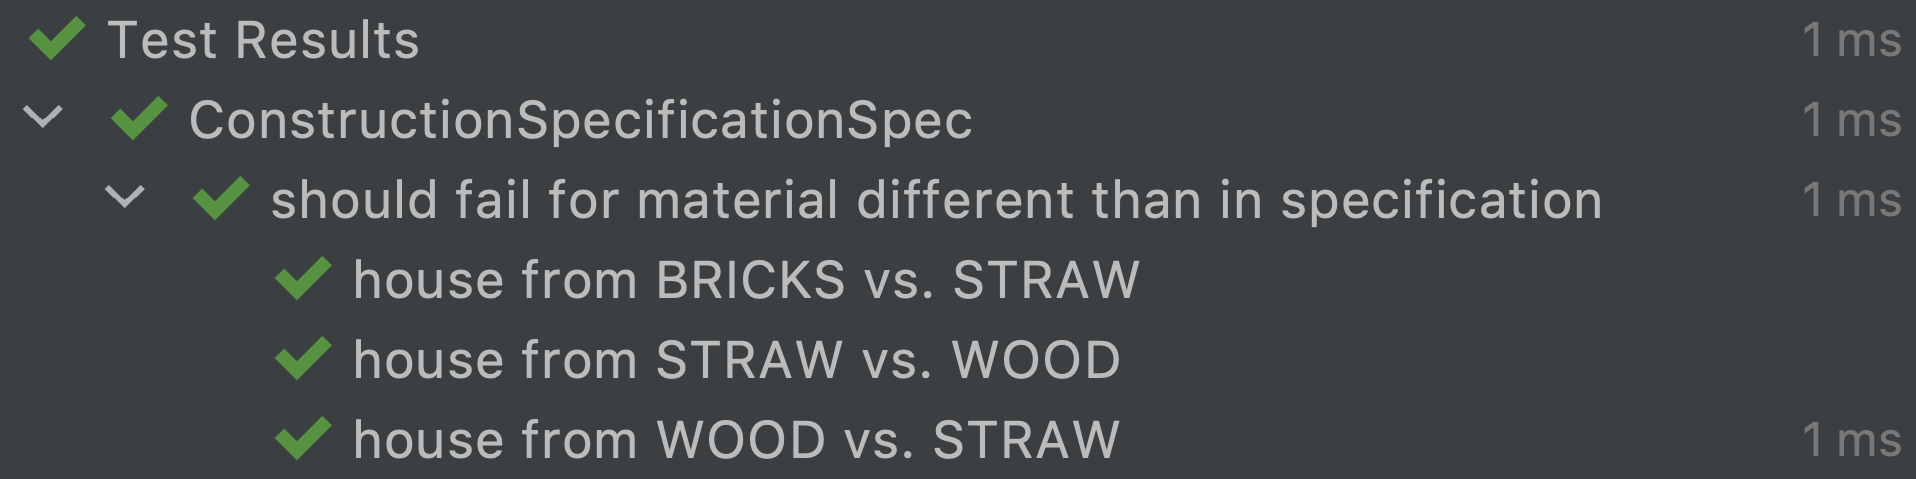 Test Results 1 ms
ConstructionSpecificationSpec 1 ms
should fail for material different than in specification 1 ms
house from BRICKS vs. STRAW
house from STRAW vs. WOOD
house from WOOD vs. STRAW 1 ms